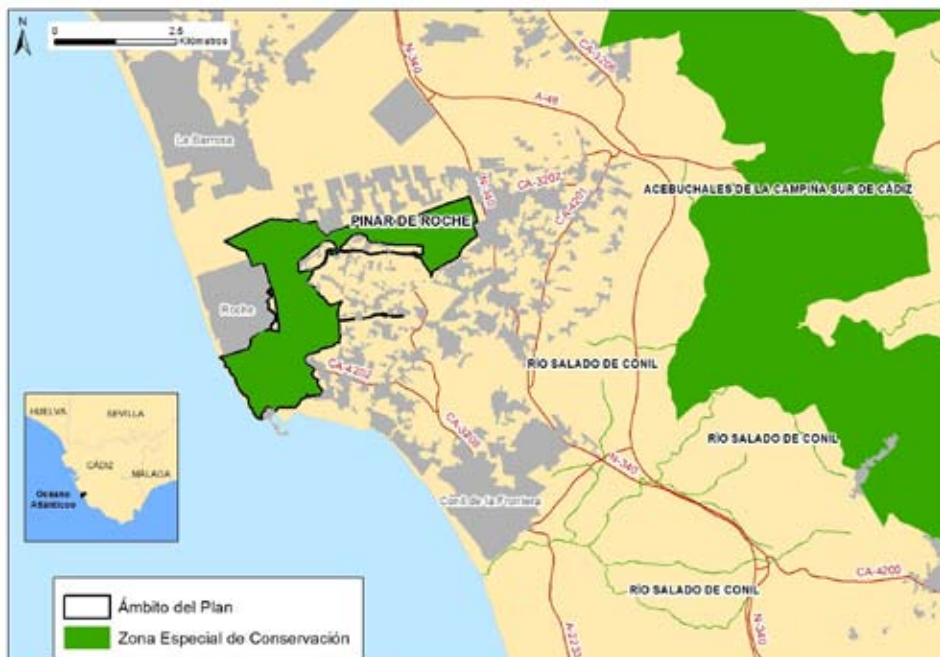 N
0
2.5
Kilómetros
CA-3206
N-340
A-48
La Barrosa
CA-3202
CA-4201
N-340
ACEBUCHALES DE LA CAMPIÑA SUR DE CÁDIZ
PINAR DE ROCHE
Roche
RÍO SALADO DE CONIL
CA-4202
HUELVA
SEVILLA
CÁDIZ
MÁLAGA
Océano
Atlántico
CA-3208
RÍO SALADO DE CONIL
N-340
Conil de la Frontera
CA-4200
RÍO SALADO DE CONIL
Ámbito del Plan
Zona Especial de Conservación
A-2233
N-340